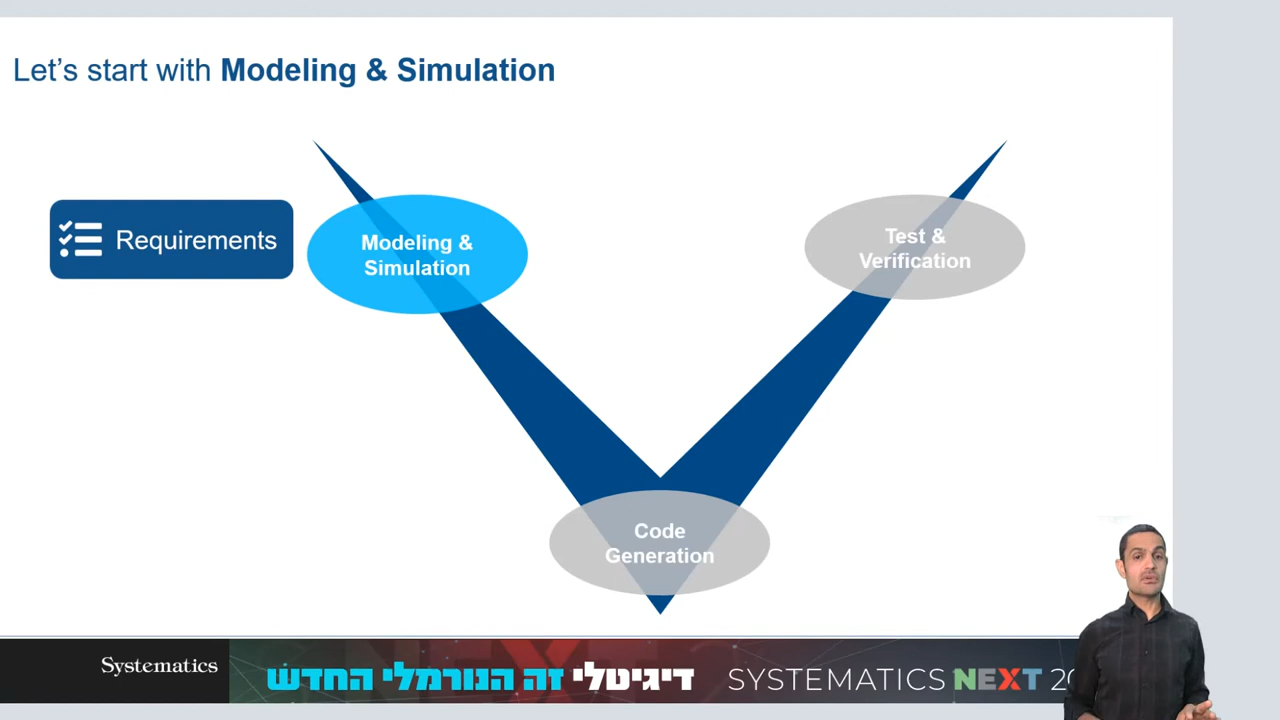 Let's start with Modeling & Simulation
Requirements
Modeling &
Simulation
Test &
Verification
Code
Generation
Systematics
דיגיטלי זה הנורמלי החדש
SYSTEMATICS NEXT 20